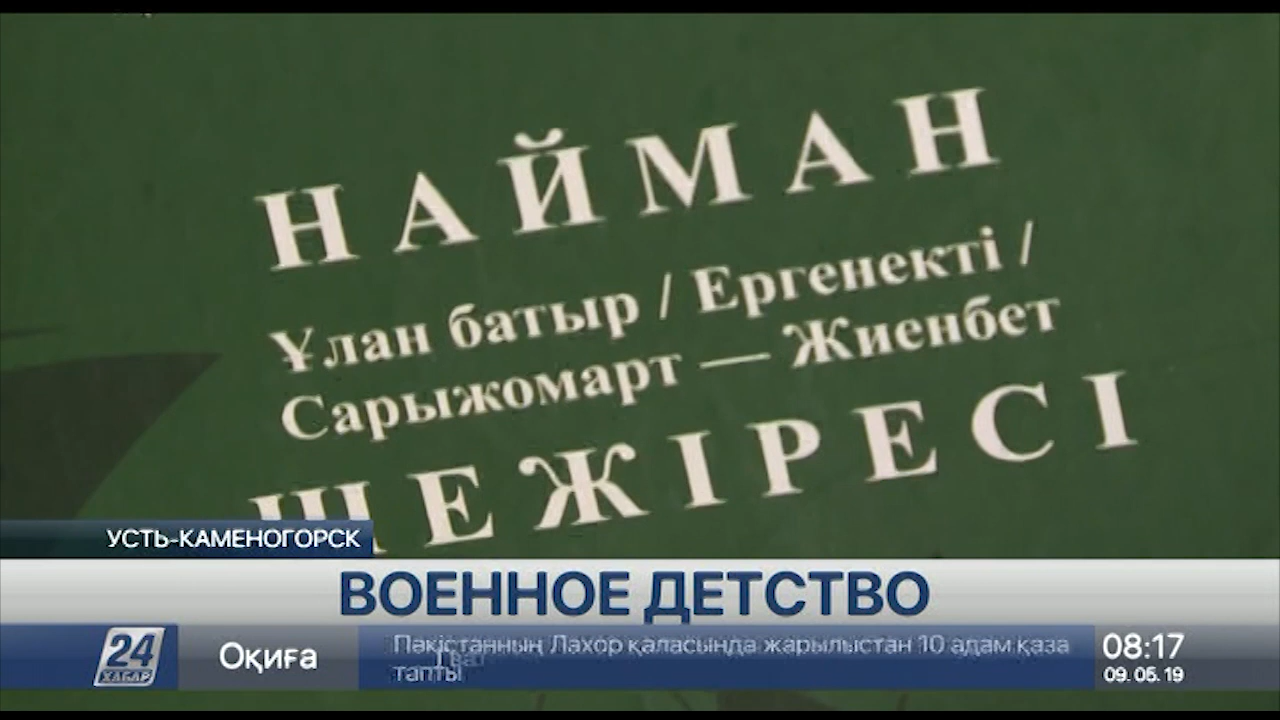 НАЙМАН
Ұлан батыр / Ергенекті /
Сарыжомарт — Жиенбет
ШЕЖІРЕСІ
УСТЬ-КАМЕНОГОРСК
ВОЕННОЕ ДЕТСТВО
24
ХАБАР
Оқиға
Пәкістанның Лахор қаласында жарылыстан 10 адам қаза
тапты
08:17
09. 05. 19